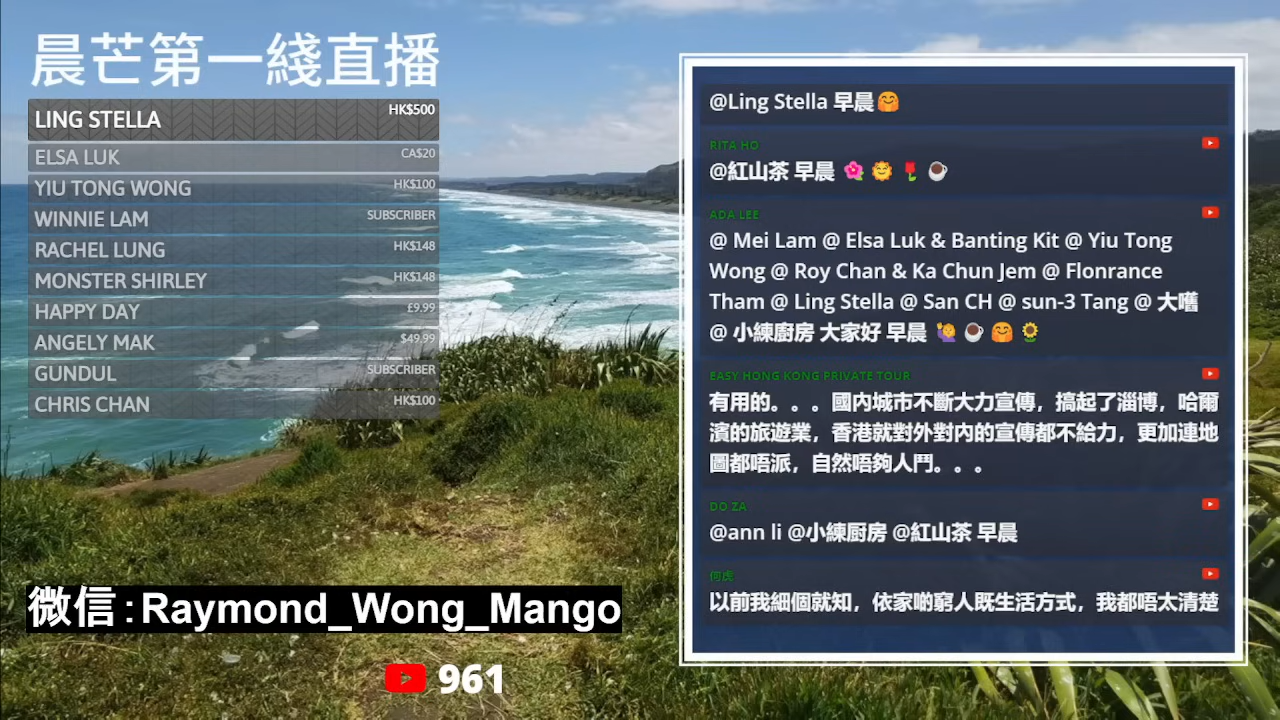 晨芒第一綫直播
LING STELLA HK$500
ELSA LUK CA$20
YIU TONG WONG HK$100
WINNIE LAM SUBSCRIBER
RACHEL LUNG HK$148
MONSTER SHIRLEY HK$148
HAPPY DAY £9.99
ANGELY MAK $49.99
GUNDUL SUBSCRIBER
CHRIS CHAN HK$100
微信:Raymond_Wong_Mango
961
@Ling Stella 早晨🤗
RITA HO
@紅山茶 早晨 🌺 🌞 🌷 ☕
ADA LEE
@ Mei Lam @ Elsa Luk & Banting Kit @ Yiu Tong
Wong @ Roy Chan & Ka Chun Jem @ Flonrance
Tham @ Ling Stella @ San CH @ sun-3 Tang @ 大嚿
@ 小練廚房 大家好 早晨 🙋 ☕ 🤗 🌻
EASY HONG KONG PRIVATE TOUR
有用的。。。國內城市不斷大力宣傳，搞起了淄博，哈爾
濱的旅遊業，香港就對外對內的宣傳都不給力，更加連地
圖都唔派，自然唔夠人鬥。。。
DO ZA
@ann li @小練厨房 @紅山茶 早晨
何虎
以前我細個就知，依家啲窮人既生活方式，我都唔太清楚